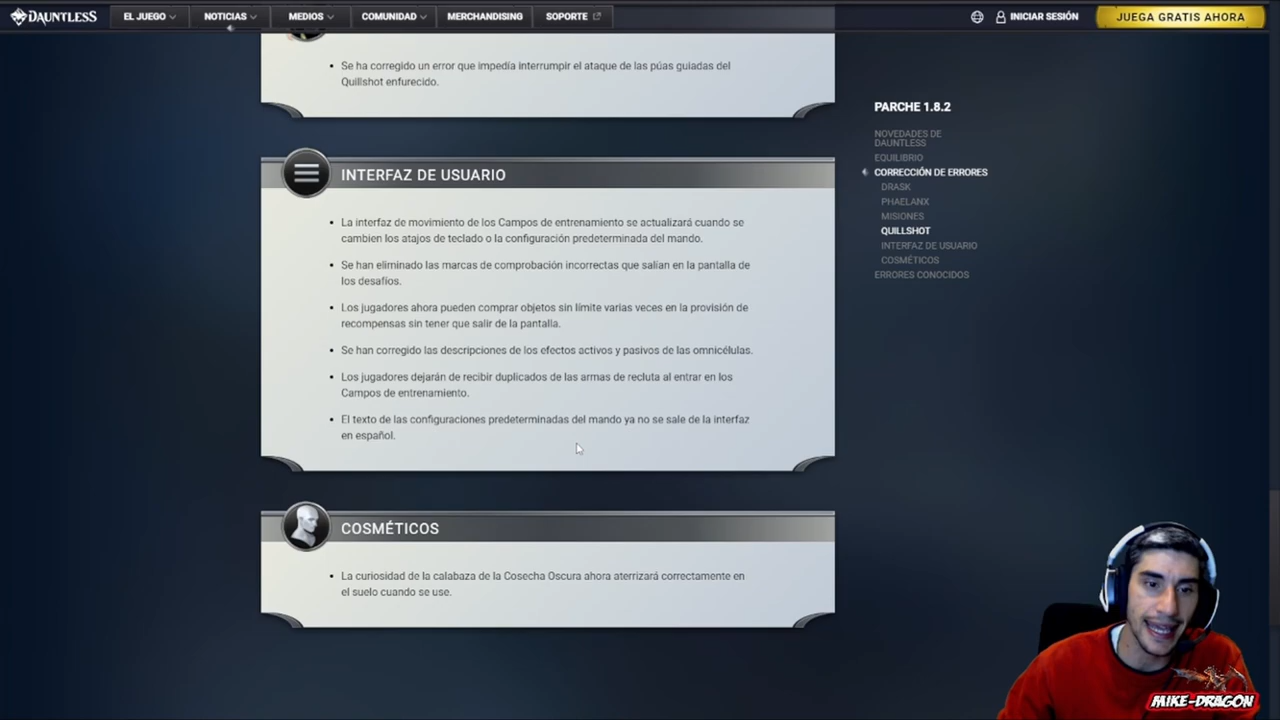 DAUNTLESS
EL JUEGO
NOTICIAS
MEDIOS
COMUNIDAD
MERCHANDISING
SOPORTE
INICIAR SESIÓN
JUEGA GRATIS AHORA
Se ha corregido un error que impedía interrumpir el ataque de las púas guiadas del
Quillshot enfurecido.
INTERFAZ DE USUARIO
La interfaz de movimiento de los Campos de entrenamiento se actualizará cuando se
cambien los atajos de teclado o la configuración predeterminada del mando.
Se han eliminado las marcas de comprobación incorrectas que salían en la pantalla de
los desafíos.
Los jugadores ahora pueden comprar objetos sin límite varias veces en la provisión de
recompensas sin tener que salir de la pantalla.
Se han corregido las descripciones de los efectos activos y pasivos de las omnicélulas.
Los jugadores dejarán de recibir duplicados de las armas de recluta al entrar en los
Campos de entrenamiento.
El texto de las configuraciones predeterminadas del mando ya no se sale de la interfaz
en español.
COSMÉTICOS
La curiosidad de la calabaza de la Cosecha Oscura ahora aterrizará correctamente en
el suelo cuando se use.
PARCHE 1.8.2
NOVEDADES DE
DAUNTLESS
EQUILIBRIO
CORRECCIÓN DE ERRORES
DRASK
PHAELANX
MISIONES
QUILLSHOT
INTERFAZ DE USUARIO
COSMÉTICOS
ERRORES CONOCIDOS
MIKE-DRAGON